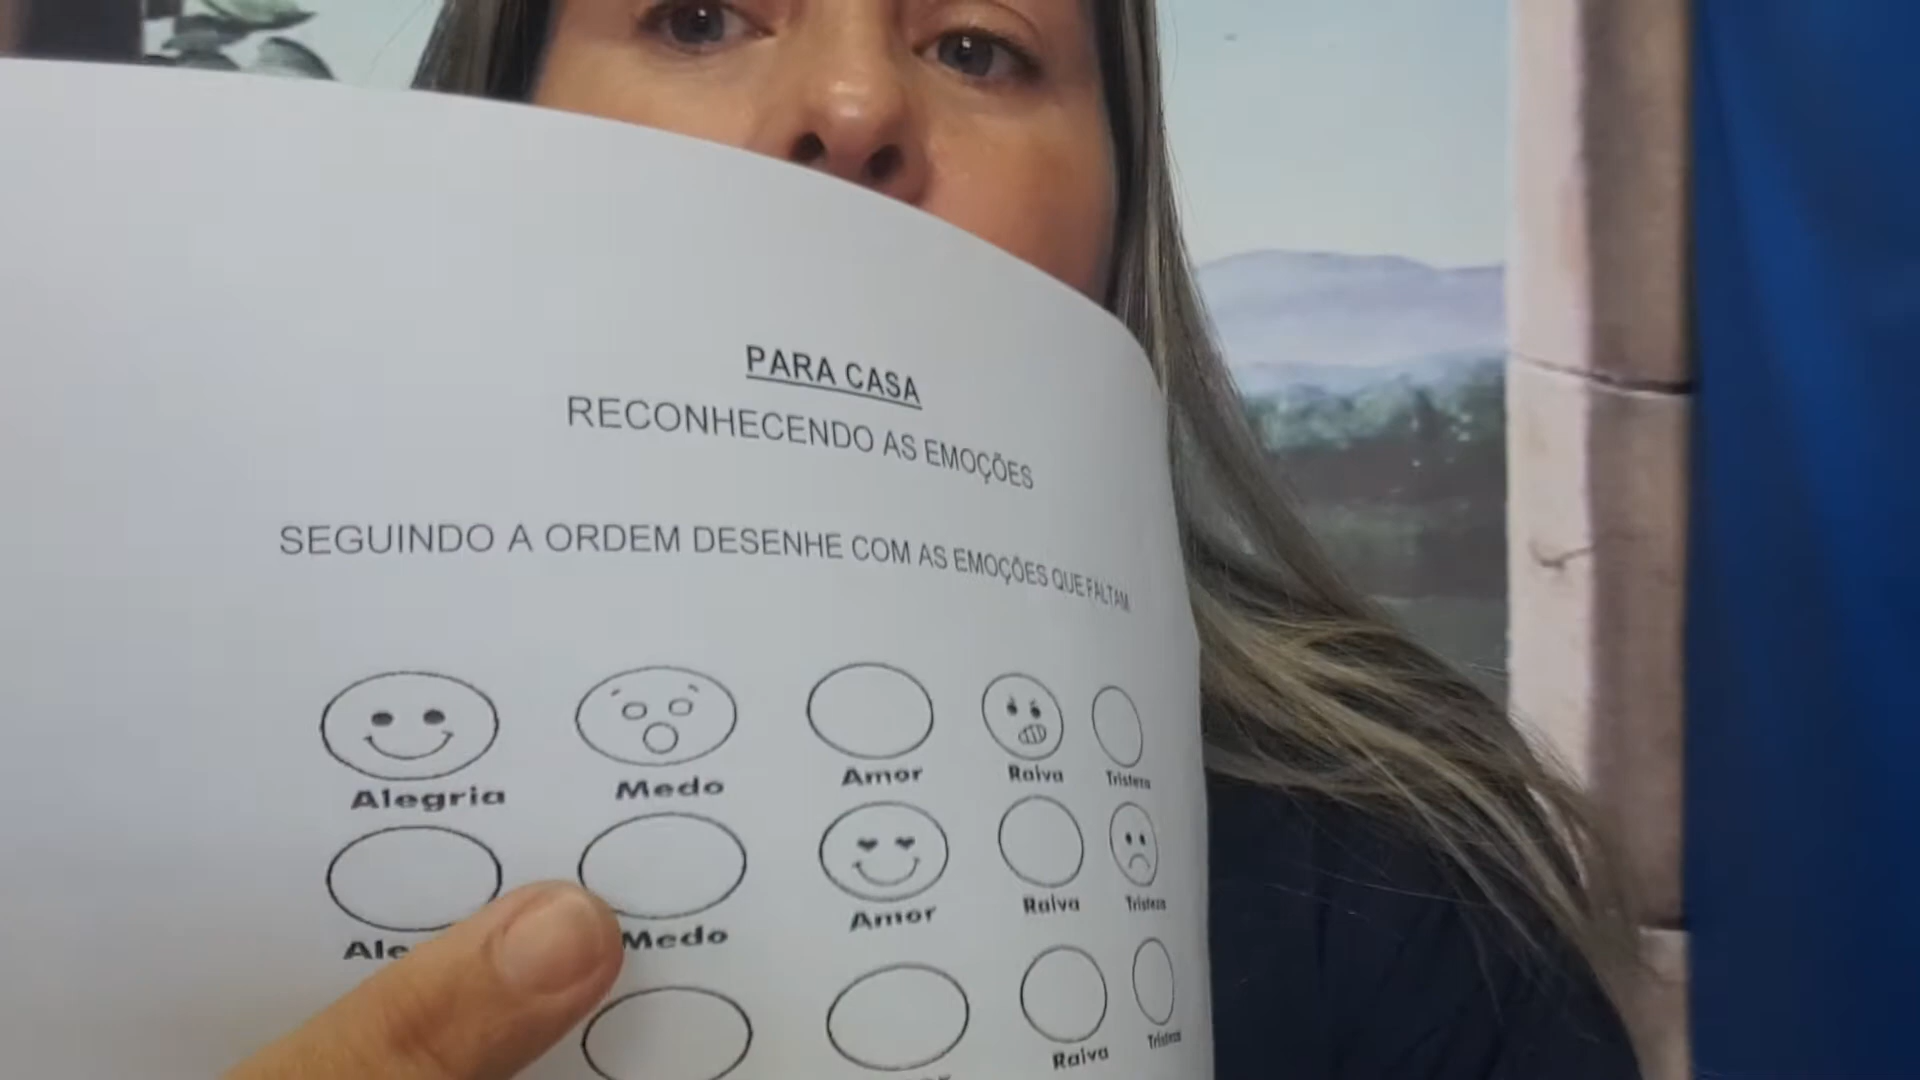 PARA CASA
RECONHECENDO AS EMOÇÕES
SEGUINDO A ORDEM DESENHE COM AS EMOÇÕES QUE FALTAM
Alegria Medo Amor Raiva Tristeza
Medo Amor Raiva Tristeza
Raiva Tristeza